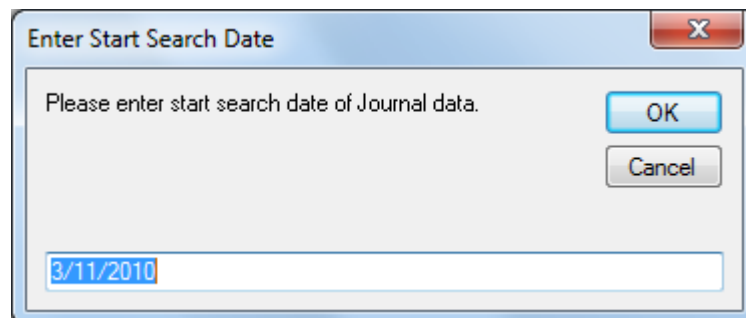 Enter Start Search Date
Please enter start search date of Journal data.
OK
Cancel
3/11/2010